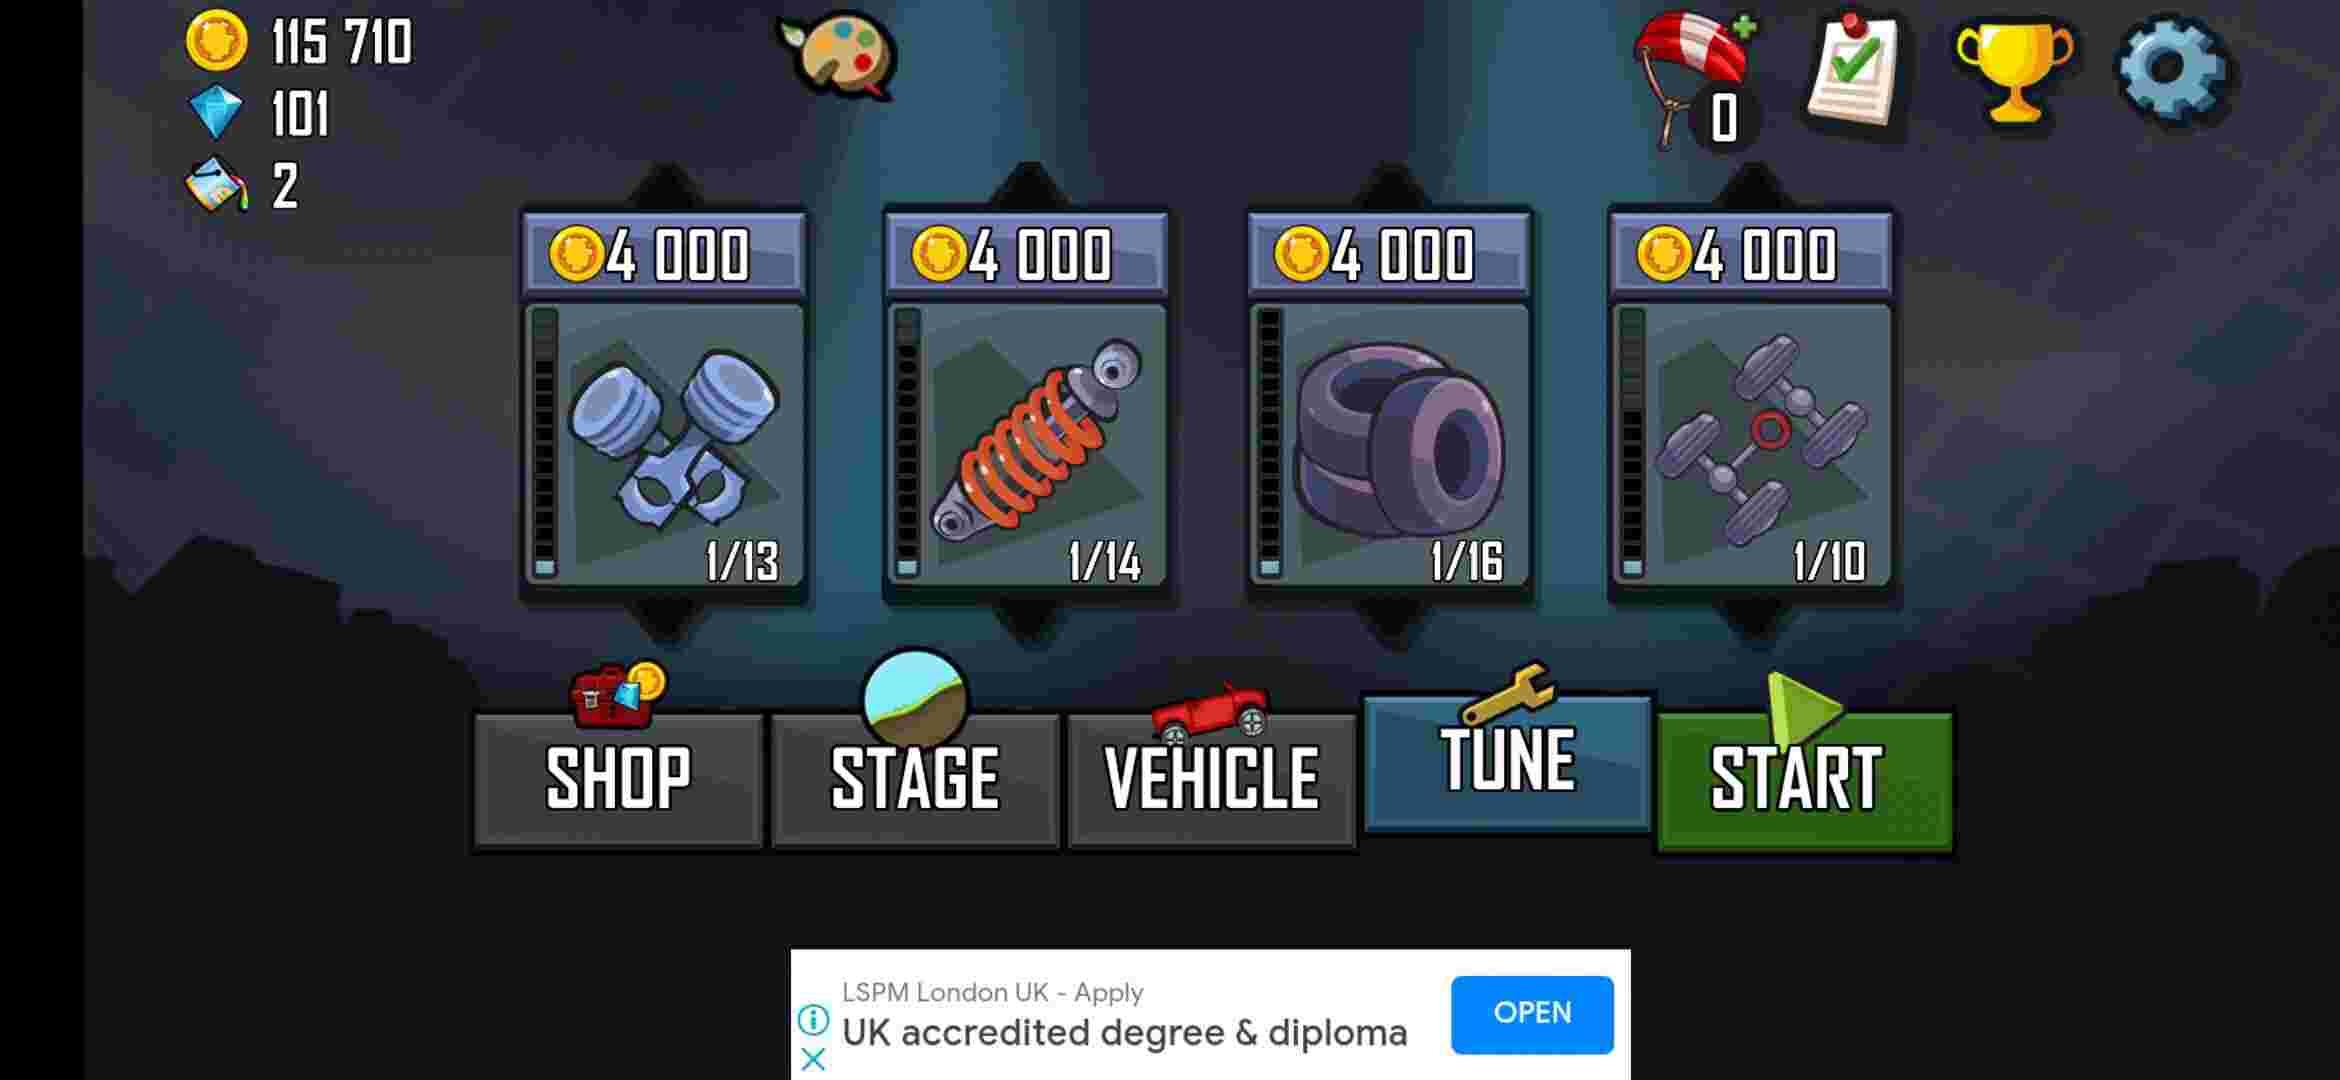 115 710
101
2
0
4 000
4 000
4 000
4 000
1/13
1/14
1/16
1/10
SHOP
STAGE
VEHICLE
TUNE
START
LSPM London UK - Apply
UK accredited degree & diploma
OPEN